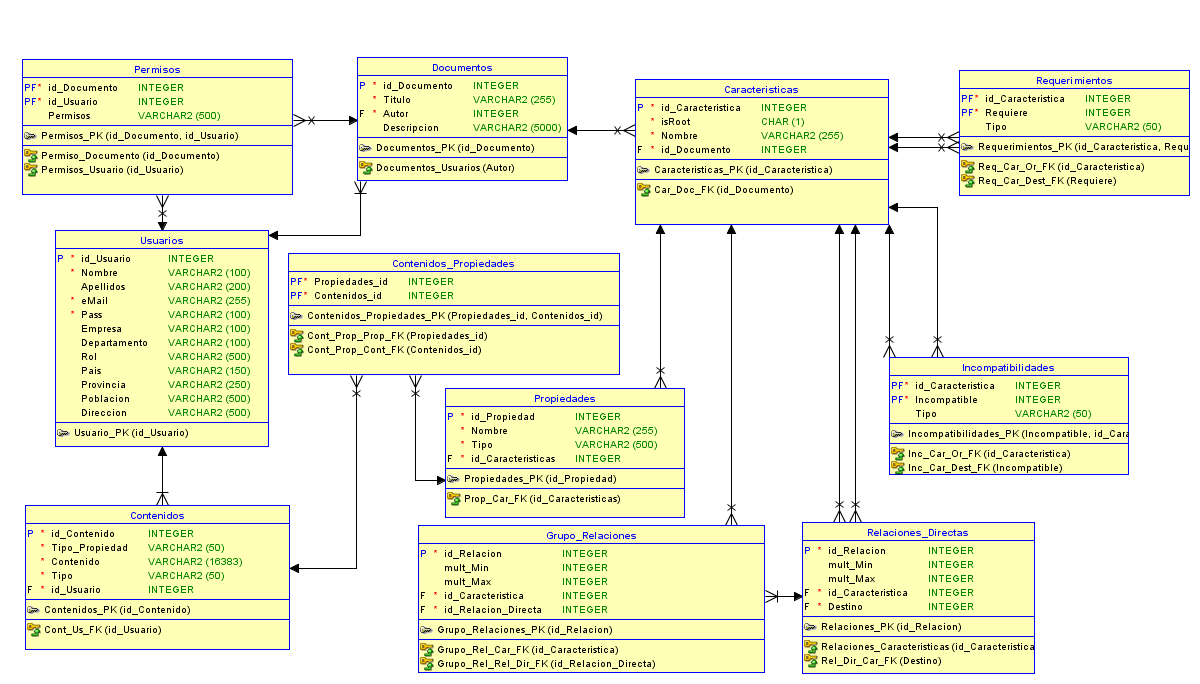 Permisos
PF* id_Documento INTEGER
PF* id_Usuario INTEGER
Permisos VARCHAR2 (500)
Permisos_PK (id_Documento, id_Usuario)
Permiso_Documento (id_Documento)
Permisos_Usuario (id_Usuario)
Documentos
P * id_Documento INTEGER
* Titulo VARCHAR2 (255)
F * Autor INTEGER
Descripcion VARCHAR2 (5000)
Documentos_PK (id_Documento)
Documentos_Usuarios (Autor)
Caracteristicas
P * id_Caracteristica INTEGER
* isRoot CHAR (1)
* Nombre VARCHAR2 (255)
F * id_Documento INTEGER
Caracteristicas_PK (id_Caracteristica)
Car_Doc_FK (id_Documento)
Requerimientos
PF* id_Caracteristica INTEGER
PF* Requiere INTEGER
Tipo VARCHAR2 (50)
Requerimientos_PK (id_Caracteristica, Requ
Req_Car_Or_FK (id_Caracteristica)
Req_Car_Dest_FK (Requiere)
Usuarios
P * id_Usuario INTEGER
* Nombre VARCHAR2 (100)
Apellidos VARCHAR2 (200)
* eMail VARCHAR2 (255)
* Pass VARCHAR2 (100)
Empresa VARCHAR2 (100)
Departamento VARCHAR2 (100)
Rol VARCHAR2 (500)
Pais VARCHAR2 (150)
Provincia VARCHAR2 (250)
Poblacion VARCHAR2 (500)
Direccion VARCHAR2 (500)
Usuario_PK (id_Usuario)
Contenidos_Propiedades
PF* Propiedades_id INTEGER
PF* Contenidos_id INTEGER
Contenidos_Propiedades_PK (Propiedades_id, Contenidos_id)
Cont_Prop_Prop_FK (Propiedades_id)
Cont_Prop_Cont_FK (Contenidos_id)
Incompatibilidades
PF* id_Caracteristica INTEGER
PF* Incompatible INTEGER
Tipo VARCHAR2 (50)
Incompatibilidades_PK (Incompatible, id_Cara
Inc_Car_Or_FK (id_Caracteristica)
Inc_Car_Dest_FK (Incompatible)
Propiedades
P * id_Propiedad INTEGER
* Nombre VARCHAR2 (255)
* Tipo VARCHAR2 (500)
F * id_Caracteristicas INTEGER
Propiedades_PK (id_Propiedad)
Prop_Car_FK (id_Caracteristicas)
Contenidos
P * id_Contenido INTEGER
* Tipo_Propiedad VARCHAR2 (50)
* Contenido VARCHAR2 (16383)
* Tipo VARCHAR2 (50)
F * id_Usuario INTEGER
Contenidos_PK (id_Contenido)
Cont_Us_FK (id_Usuario)
Grupo_Relaciones
P * id_Relacion INTEGER
mult_Min INTEGER
mult_Max INTEGER
F * id_Caracteristica INTEGER
F * id_Relacion_Directa INTEGER
Grupo_Relaciones_PK (id_Relacion)
Grupo_Rel_Car_FK (id_Caracteristica)
Grupo_Rel_Rel_Dir_FK (id_Relacion_Directa)
Relaciones_Directas
P * id_Relacion INTEGER
mult_Min INTEGER
mult_Max INTEGER
F * id_Caracteristica INTEGER
F * Destino INTEGER
Relaciones_PK (id_Relacion)
Relaciones_Caracteristicas (id_Caracteristica
Rel_Dir_Car_FK (Destino)